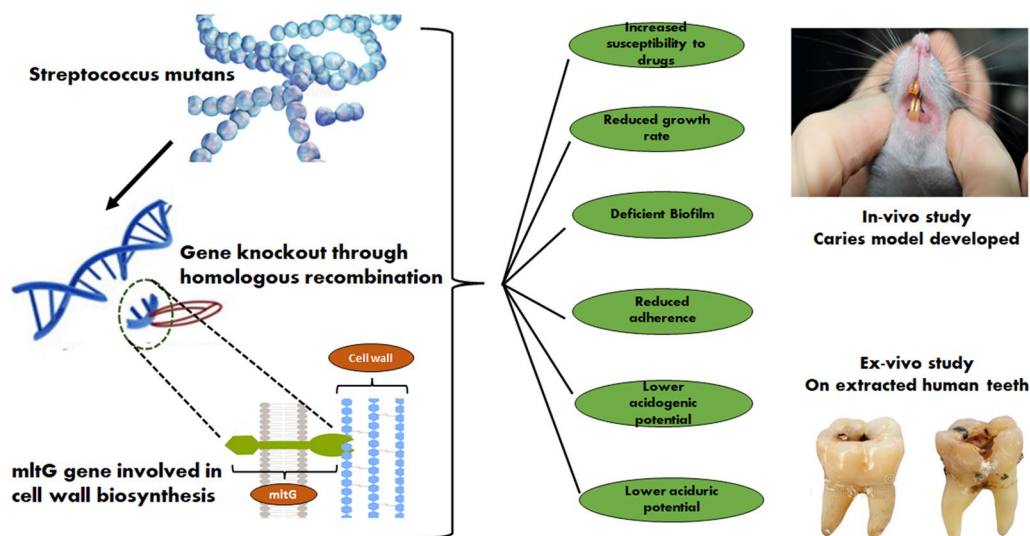 Streptococcus mutans
Gene knockout through
homologous recombination
Cell wall
mltG gene involved in
cell wall biosynthesis
mltG
Increased
susceptibility to
drugs
Reduced growth
rate
Deficient Biofilm
Reduced
adherence
Lower
acidogenic
potential
Lower aciduric
potential
In-vivo study
Caries model developed
Ex-vivo study
On extracted human teeth